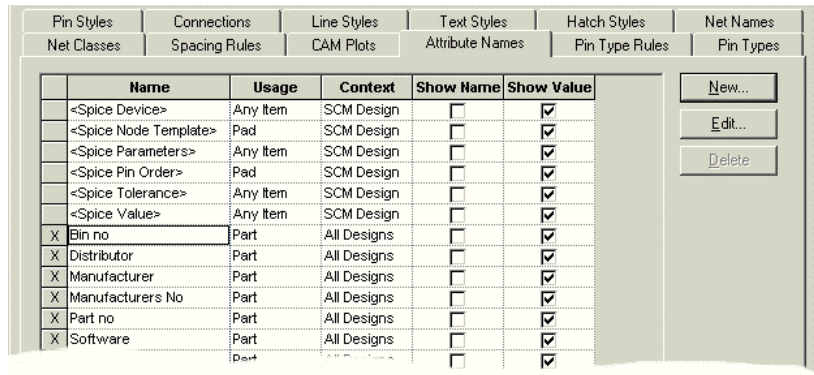 Pin Styles Connections Line Styles Text Styles Hatch Styles Net Names
Net Classes Spacing Rules CAM Plots Attribute Names Pin Type Rules Pin Types
Name Usage Context Show Name Show Value
<Spice Device> Any Item SCM Design
<Spice Node Template> Pad SCM Design
<Spice Parameters> Any Item SCM Design
<Spice Pin Order> Pad SCM Design
<Spice Tolerance> Any Item SCM Design
<Spice Value> Any Item SCM Design
X Bin no Part All Designs
X Distributor Part All Designs
X Manufacturer Part All Designs
X Manufacturers No Part All Designs
X Part no Part All Designs
X Software Part All Designs
Part
New...
Edit...
Delete